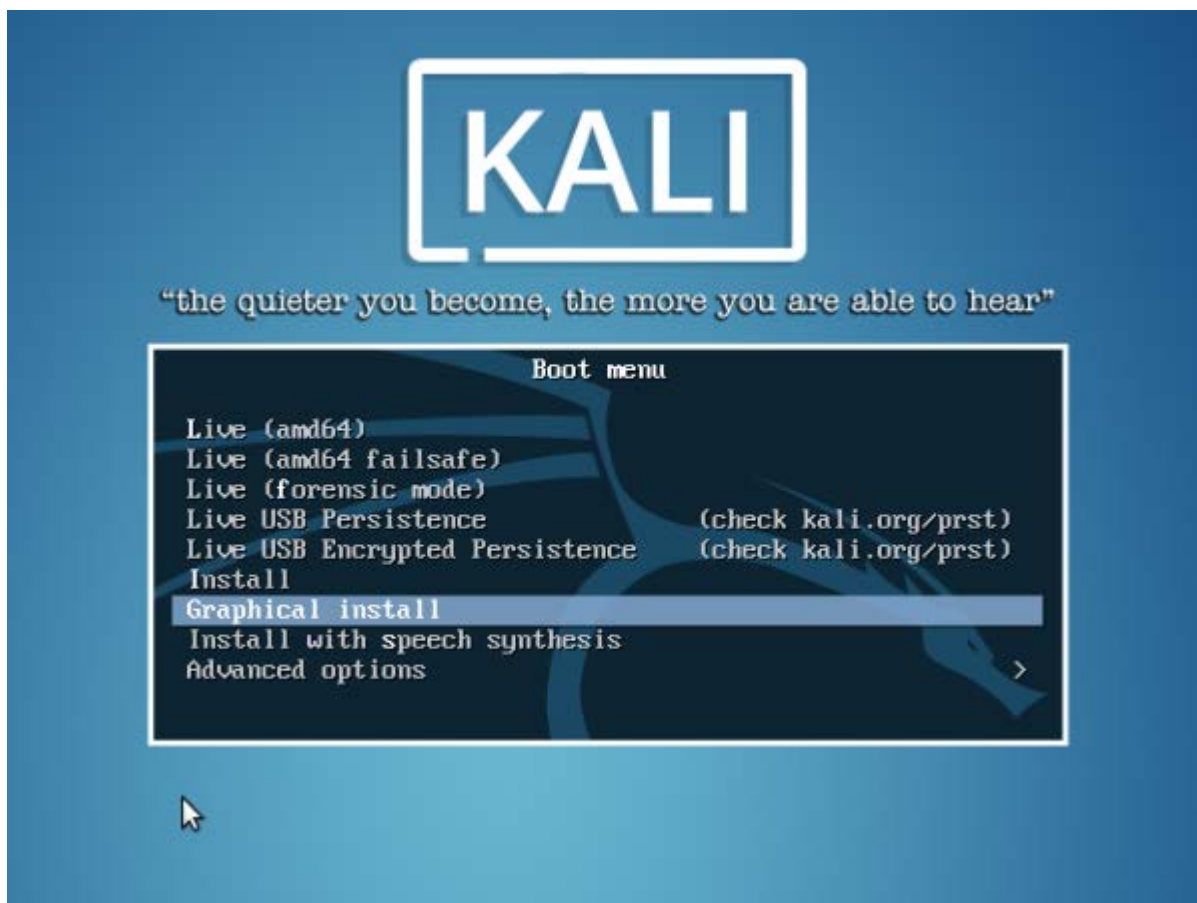 KALI
“the quieter you become, the more you are able to hear”
Boot menu
Live (amd64)
Live (amd64 failsafe)
Live (forensic mode)
Live USB Persistence (check kali.org/prst)
Live USB Encrypted Persistence (check kali.org/prst)
Install
Graphical install
Install with speech synthesis
Advanced options >